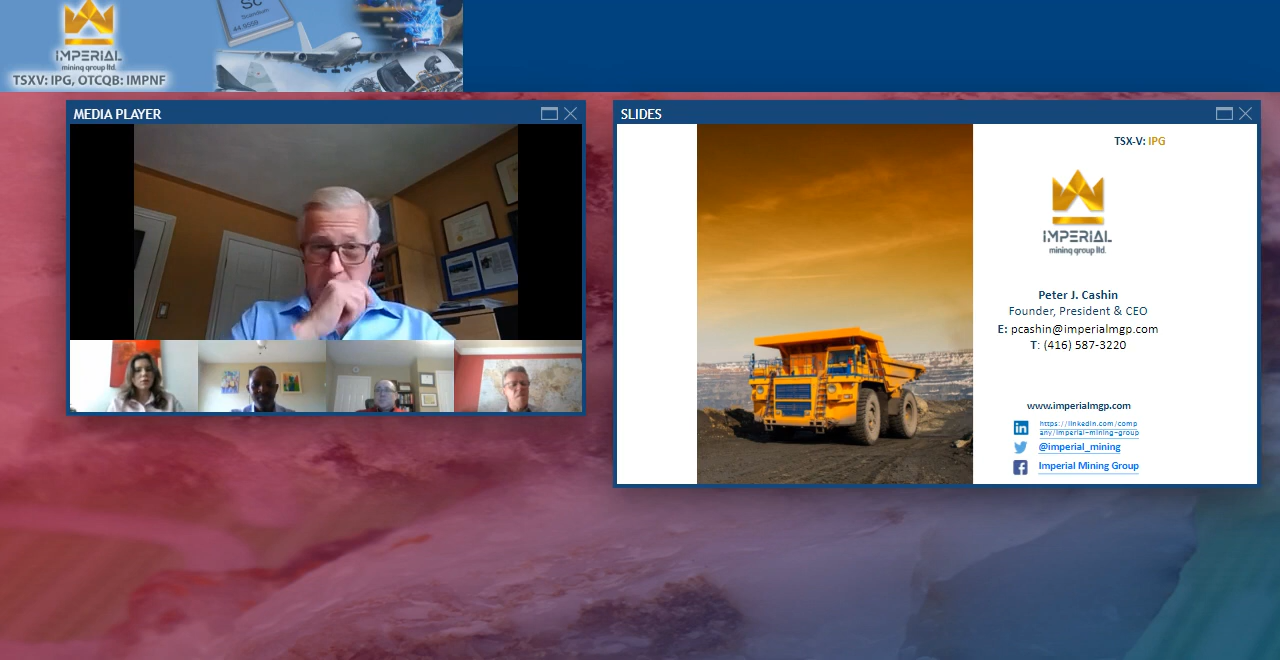 Sc
Scandium
44.9559
IMPERIAL
mining group ltd.
TSXV: IPG, OTCQB: IMPNF
MEDIA PLAYER
SLIDES
TSX-V: IPG
IMPERIAL
mining group ltd.
Peter J. Cashin
Founder, President & CEO
E: pcashin@imperialmgp.com
T: (416) 587-3220
www.imperialmgp.com
https://linkedin.com/comp
any/imperial-mining-group
@imperial_mining
Imperial Mining Group